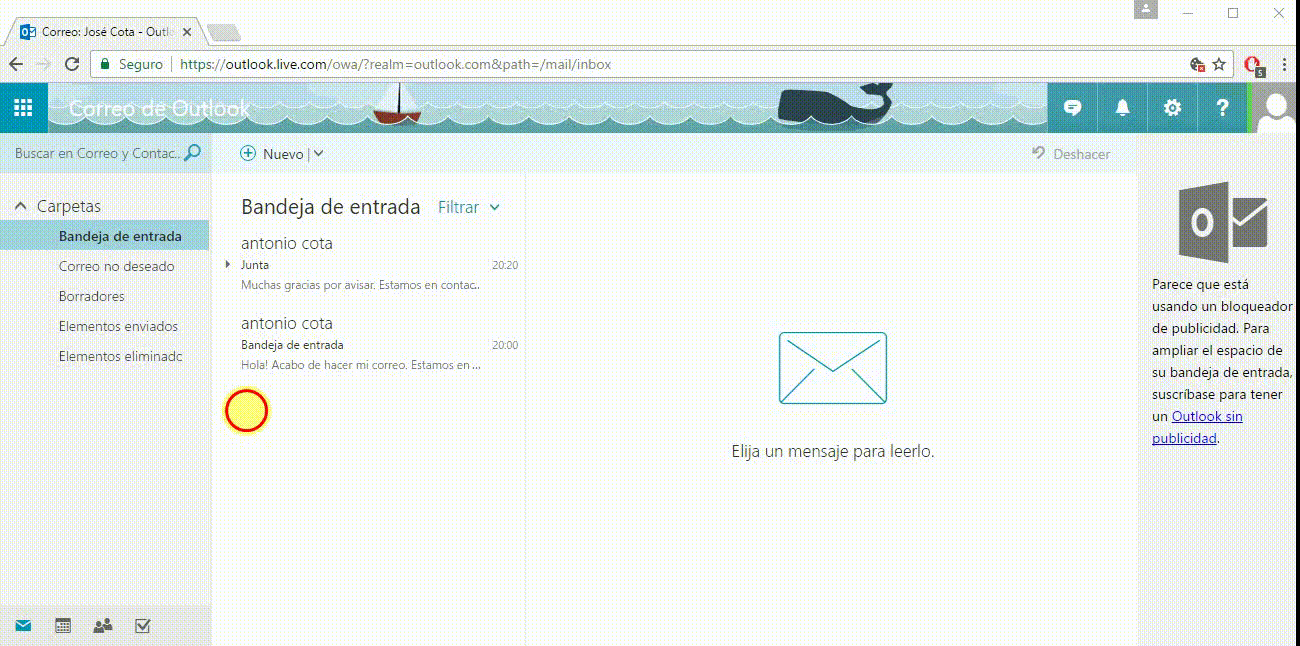 Correo: José Cota - Outl
Seguro
https://outlook.live.com/owa/?realm=outlook.com&path=/mail/inbox
5
Correo de Outlook
?
Buscar en Correo y Contac..
Nuevo |
Deshacer
Carpetas
Bandeja de entrada
Correo no deseado
Borradores
Elementos enviados
Elementos eliminadc
Bandeja de entrada Filtrar
antonio cota
Junta 20:20
Muchas gracias por avisar. Estamos en contac..
antonio cota
Bandeja de entrada 20:00
Hola! Acabo de hacer mi correo. Estamos en ...
Elija un mensaje para leerlo.
Parece que está
usando un bloqueador
de publicidad. Para
ampliar el espacio de
su bandeja de entrada,
suscríbase para tener
un Outlook sin
publicidad.